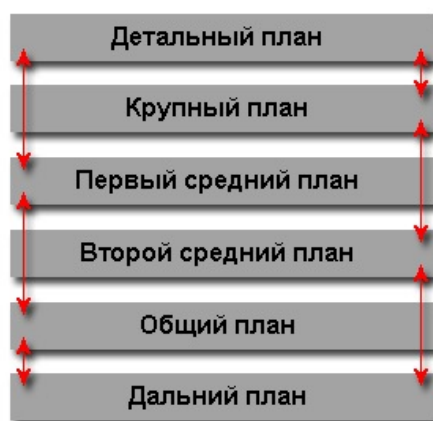 Детальный план
Крупный план
Первый средний план
Второй средний план
Общий план
Дальний план